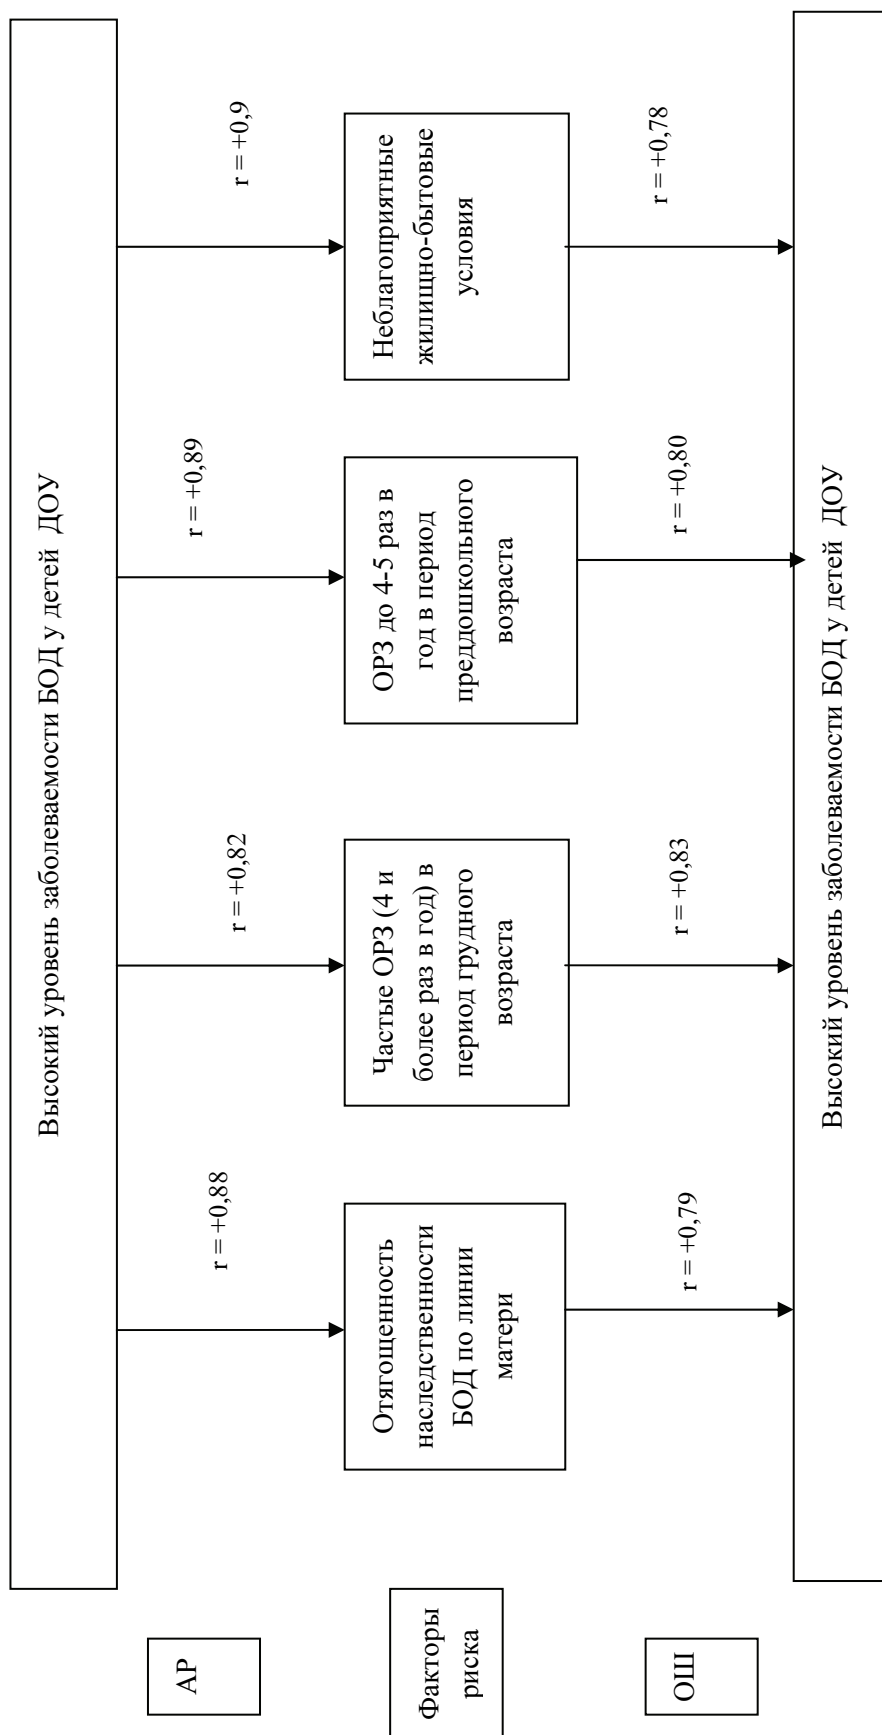 Высокий уровень заболеваемости БОД у детей ДОУ
АР
r = +0,88
r = +0,82
r = +0,89
r = +0,9
Факторы
риска
Отягощенность
наследственности
БОД по линии
матери
Частые ОРЗ (4 и
более раз в год) в
период грудного
возраста
ОРЗ до 4-5 раз в
год в период
преддошкольного
возраста
Неблагоприятные
жилищно-бытовые
условия
ОШ
r = +0,79
r = +0,83
r = +0,80
r = +0,78
Высокий уровень заболеваемости БОД у детей ДОУ